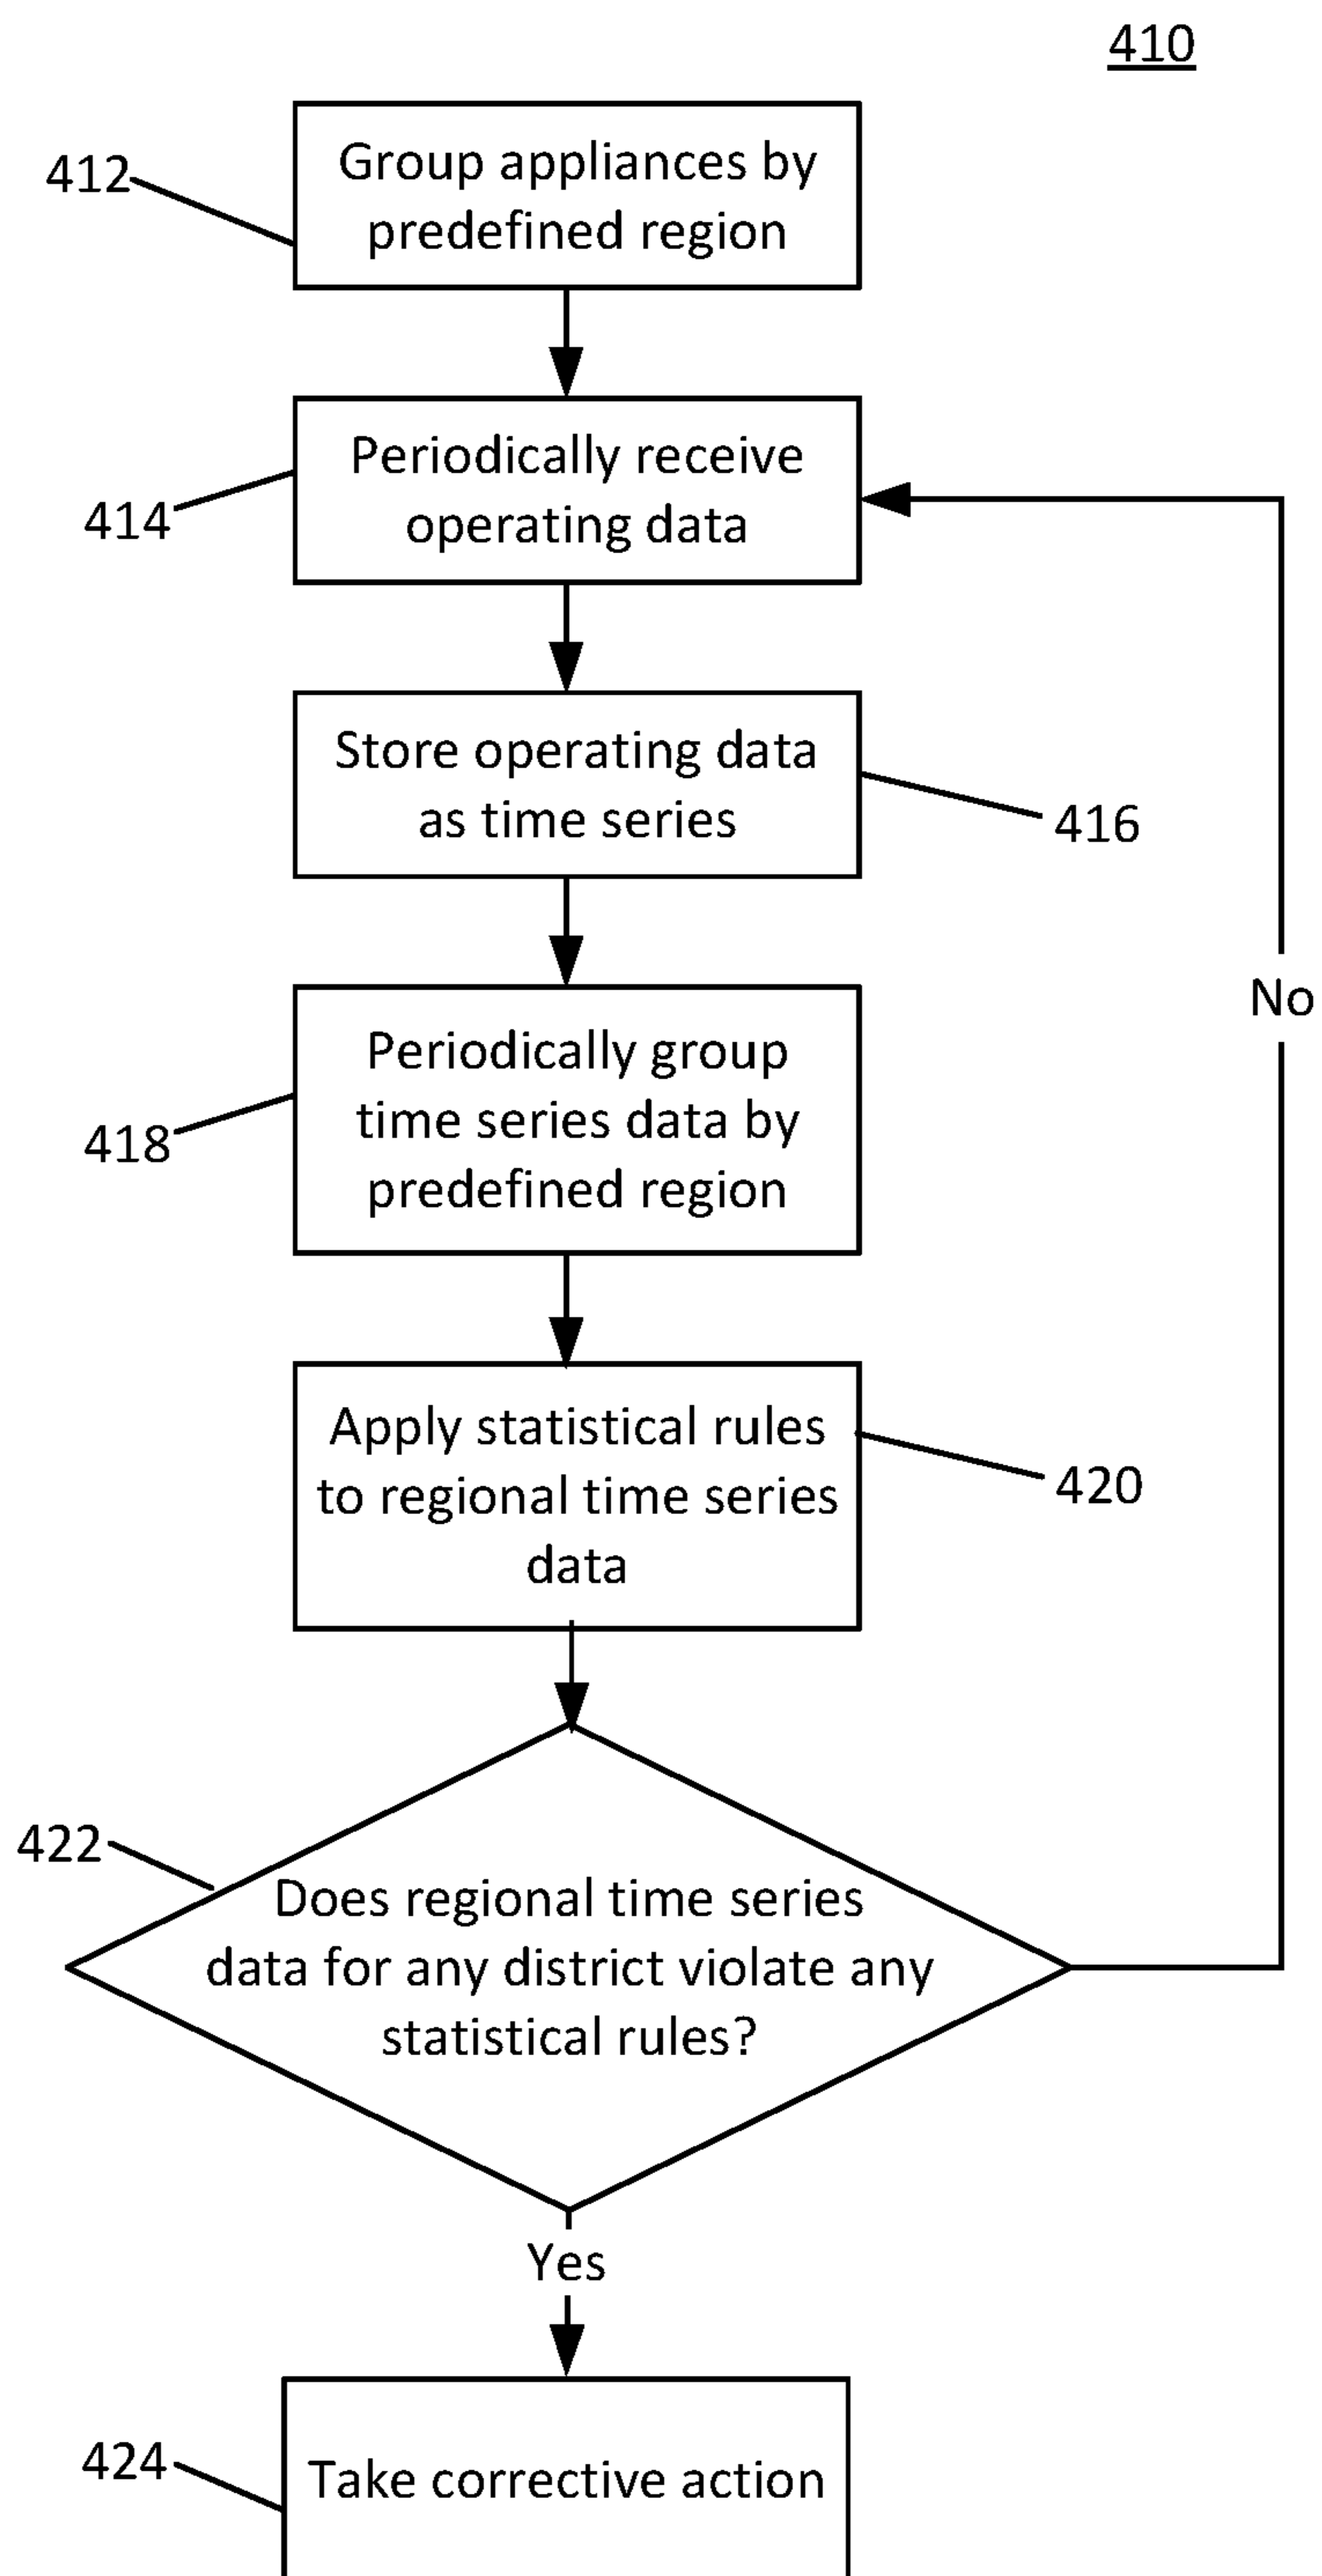 410
412
Group appliances by
predefined region
414
Periodically receive
operating data
Store operating data
as time series
416
No
418
Periodically group
time series data by
predefined region
Apply statistical rules
to regional time series
data
420
422
Does regional time series
data for any district violate any
statistical rules?
Yes
424
Take corrective action